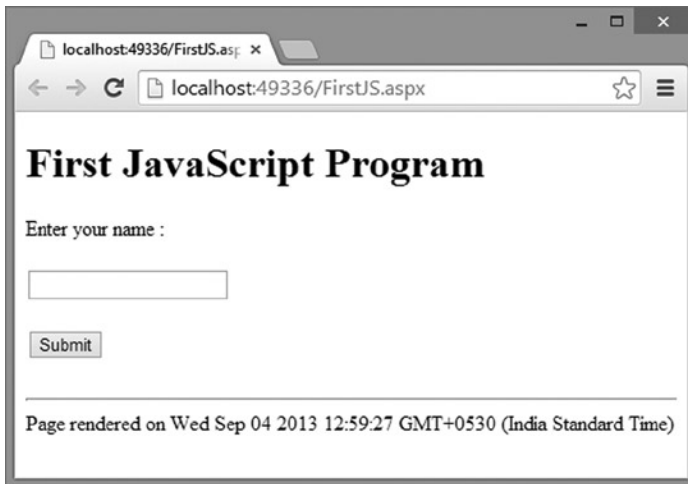 localhost:49336/FirstJS.asp
localhost:49336/FirstJS.aspx
First JavaScript Program
Enter your name :
Submit
Page rendered on Wed Sep 04 2013 12:59:27 GMT+0530 (India Standard Time)